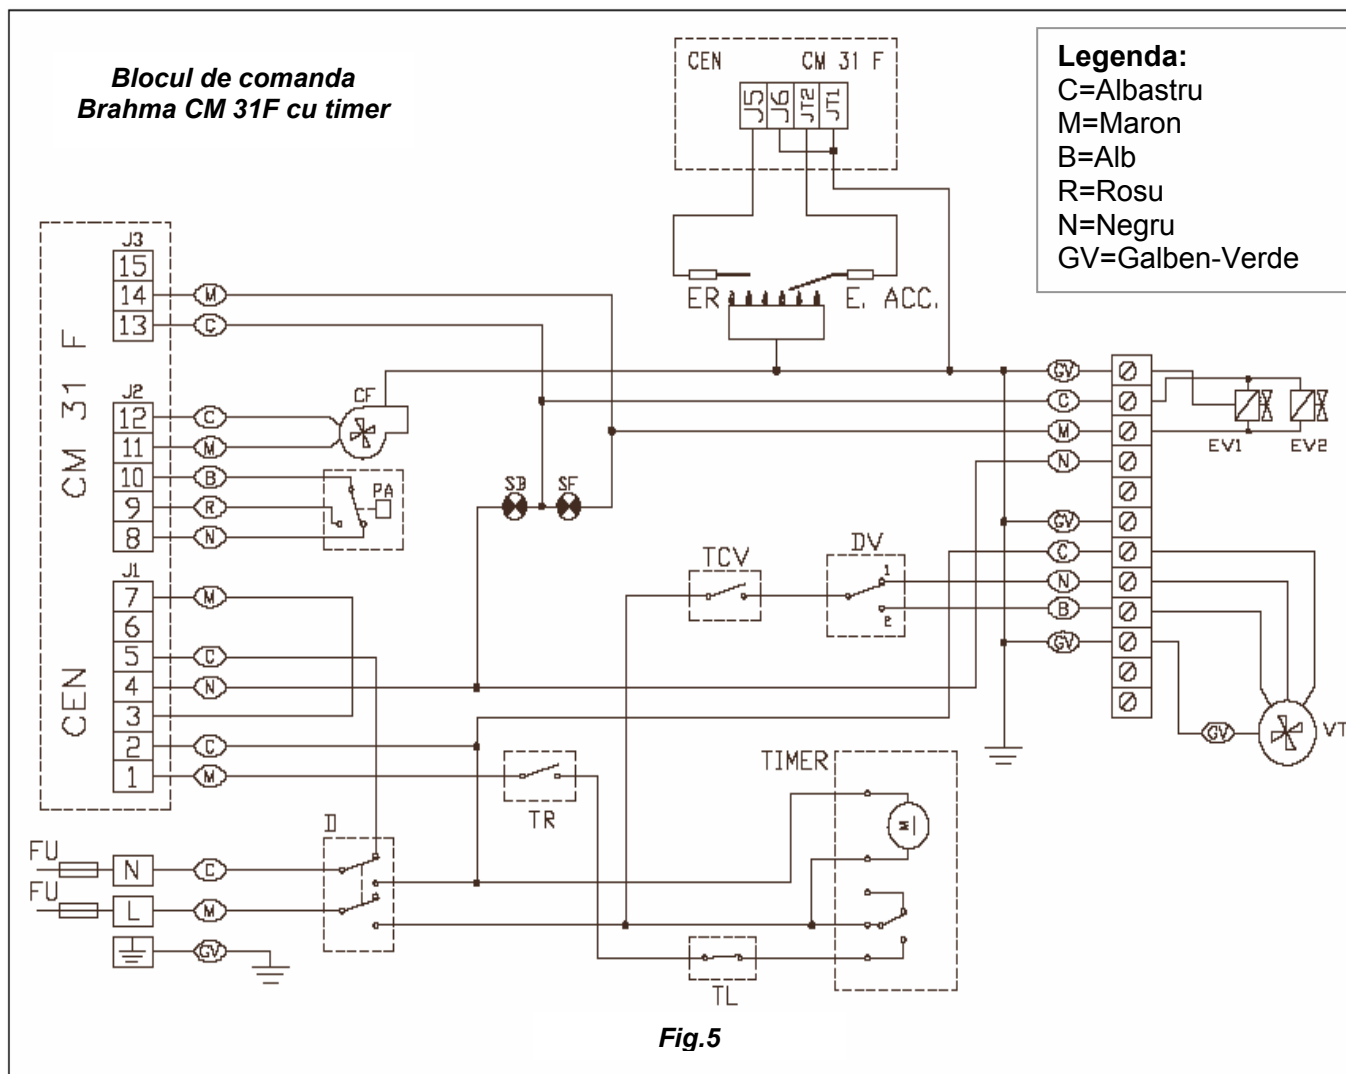 Blocul de comanda
Brahma CM 31F cu timer
CEN CM 31 F
J5 J6 JT2 JT1
Legenda:
C=Albastru
M=Maron
B=Alb
R=Rosu
N=Negru
GV=Galben-Verde
ER E. ACC.
CM 31 F
CEN
J3
15
14 M
13 C
J2
12 C
11 M
10 B
9 R
8 N
J1
7 M
6
5 C
4 N
3
2 C
1 M
CF
PA
SB SF
GV
C
M
N
GV
C
N
B
GV
EV1 EV2
TCV
DV
1
2
GV
VT
TIMER
M
TR
D
FU N C
FU L M
GV
TL
Fig.5